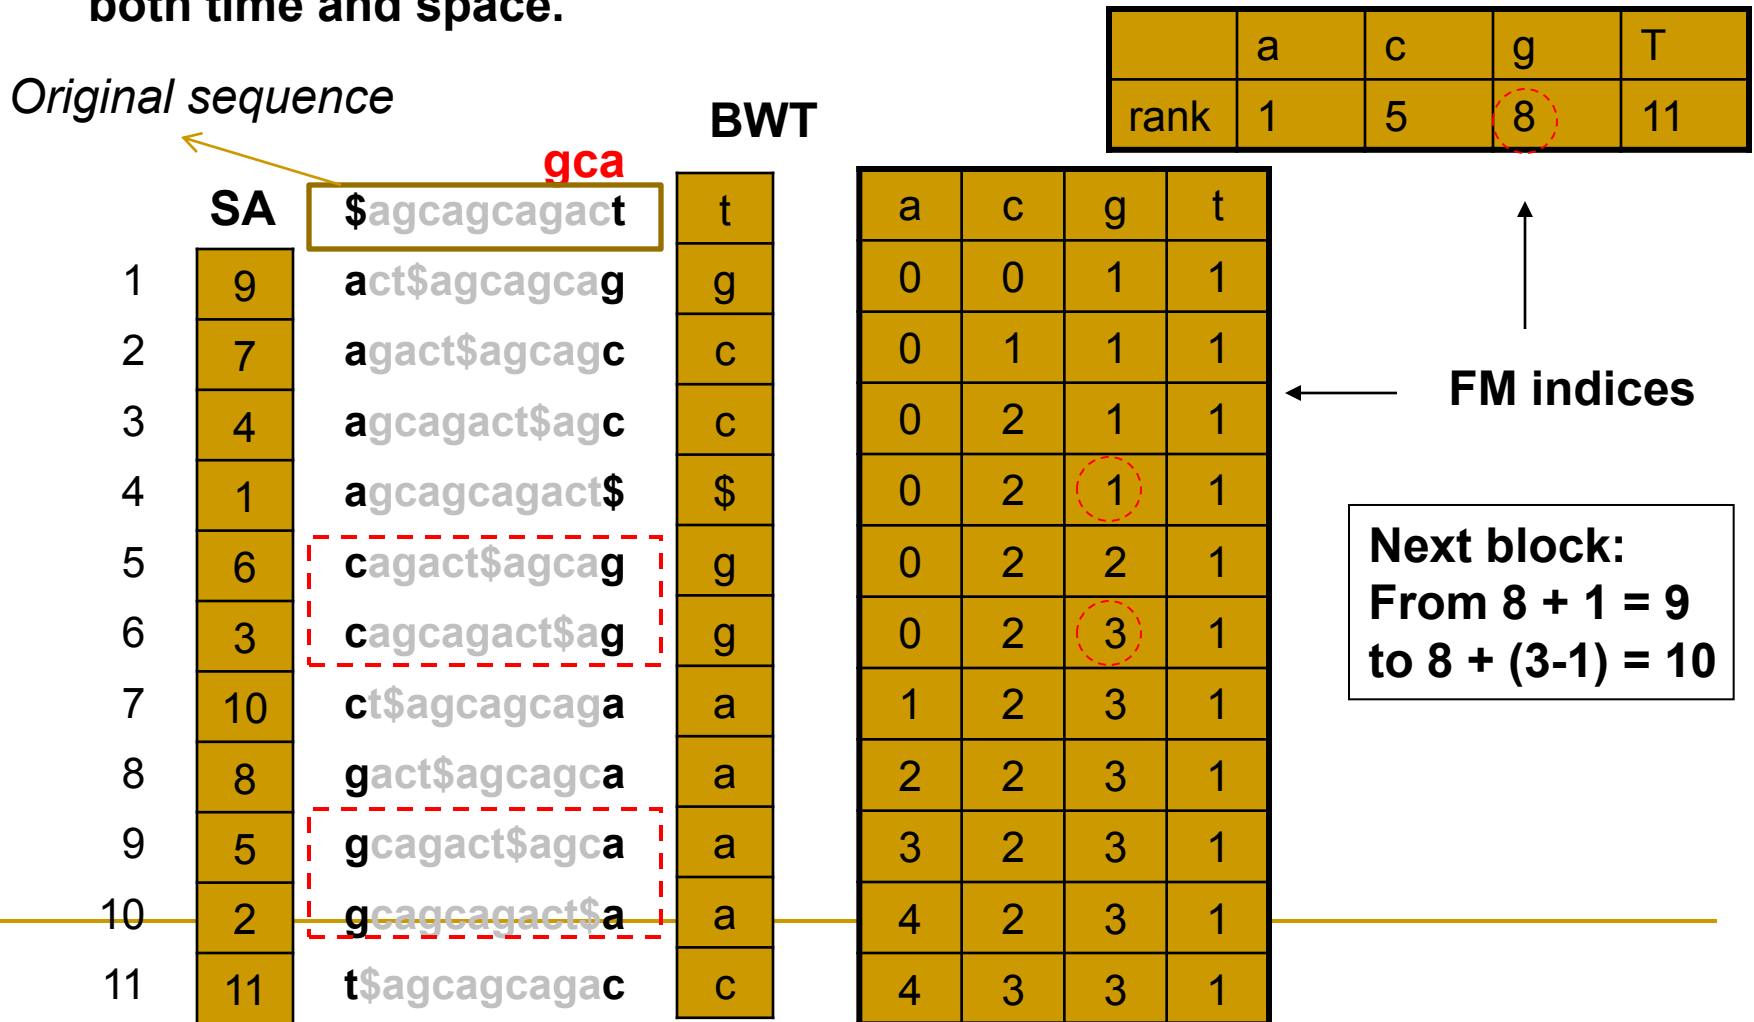 both time and space.
a c g T
rank 1 5 8 11
Original sequence
BWT
gca
SA $agcagcagact t a c g t
1 9 act$agcagcag g 0 0 1 1
2 7 agact$agcagc c 0 1 1 1
3 4 agcagact$agc c 0 2 1 1
4 1 agcagcagact$ $ 0 2 1 1
5 6 cagact$agcag g 0 2 2 1
6 3 cagcagact$ag g 0 2 3 1
7 10 ct$agcagcaga a 1 2 3 1
8 8 gact$agcagca a 2 2 3 1
9 5 gcagact$agca a 3 2 3 1
10 2 gcagcagact$a a 4 2 3 1
11 11 t$agcagcagac c 4 3 3 1
FM indices
Next block:
From 8 + 1 = 9
to 8 + (3-1) = 10